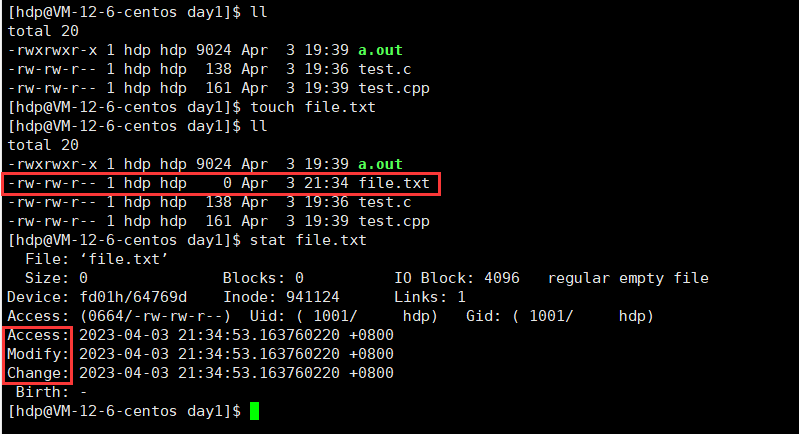 [hdp@VM-12-6-centos day1]$ ll
total 20
-rwxrwxr-x 1 hdp hdp 9024 Apr  3 19:39 a.out
-rw-rw-r-- 1 hdp hdp  138 Apr  3 19:36 test.c
-rw-rw-r-- 1 hdp hdp  161 Apr  3 19:39 test.cpp
[hdp@VM-12-6-centos day1]$ touch file.txt
[hdp@VM-12-6-centos day1]$ ll
total 20
-rwxrwxr-x 1 hdp hdp 9024 Apr  3 19:39 a.out
-rw-rw-r-- 1 hdp hdp    0 Apr  3 21:34 file.txt
-rw-rw-r-- 1 hdp hdp  138 Apr  3 19:36 test.c
-rw-rw-r-- 1 hdp hdp  161 Apr  3 19:39 test.cpp
[hdp@VM-12-6-centos day1]$ stat file.txt
  File: ‘file.txt’
  Size: 0               Blocks: 0          IO Block: 4096   regular empty file
Device: fd01h/64769d    Inode: 941124      Links: 1
Access: (0664/-rw-rw-r--)  Uid: ( 1001/     hdp)   Gid: ( 1001/     hdp)
Access: 2023-04-03 21:34:53.163760220 +0800
Modify: 2023-04-03 21:34:53.163760220 +0800
Change: 2023-04-03 21:34:53.163760220 +0800
 Birth: -
[hdp@VM-12-6-centos day1]$